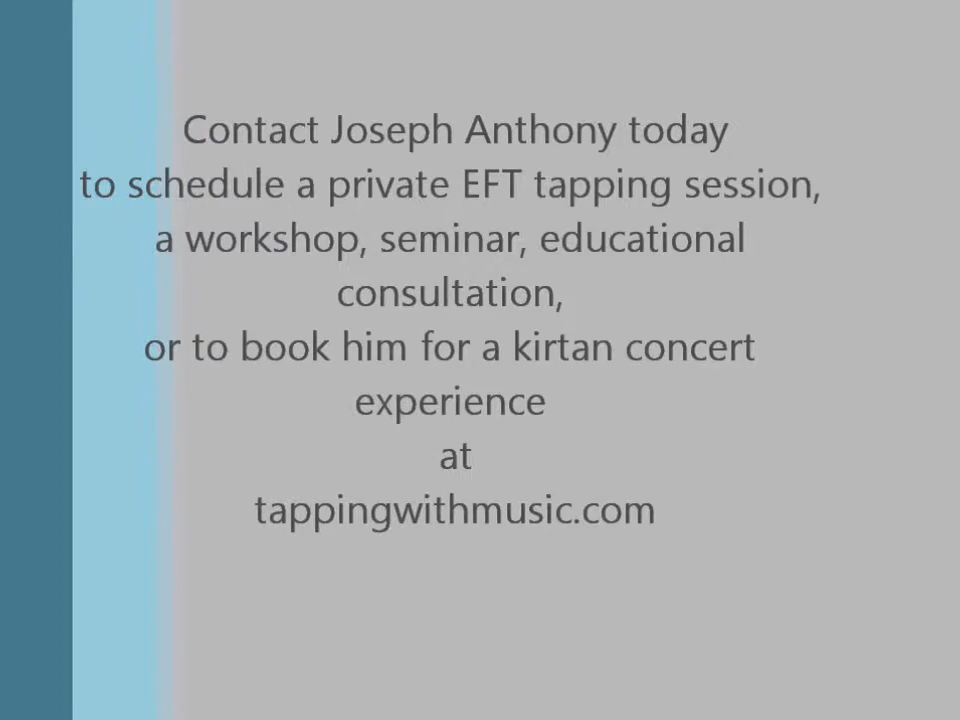 Contact Joseph Anthony today
to schedule a private EFT tapping session,
a workshop, seminar, educational
consultation,
or to book him for a kirtan concert
experience
at
tappingwithmusic.com